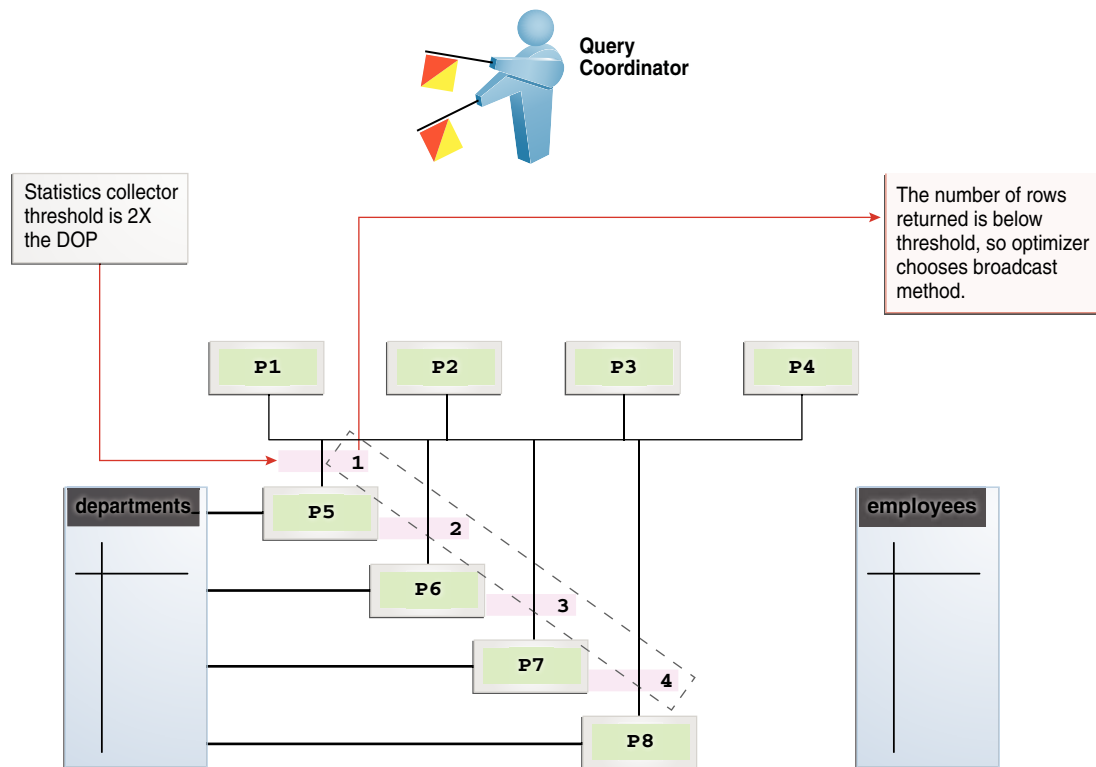 Query
Coordinator
Statistics collector
threshold is 2X
the DOP
The number of rows
returned is below
threshold, so optimizer
chooses broadcast
method.
P1
P2
P3
P4
1
departments
P5
employees
2
P6
3
P7
4
P8